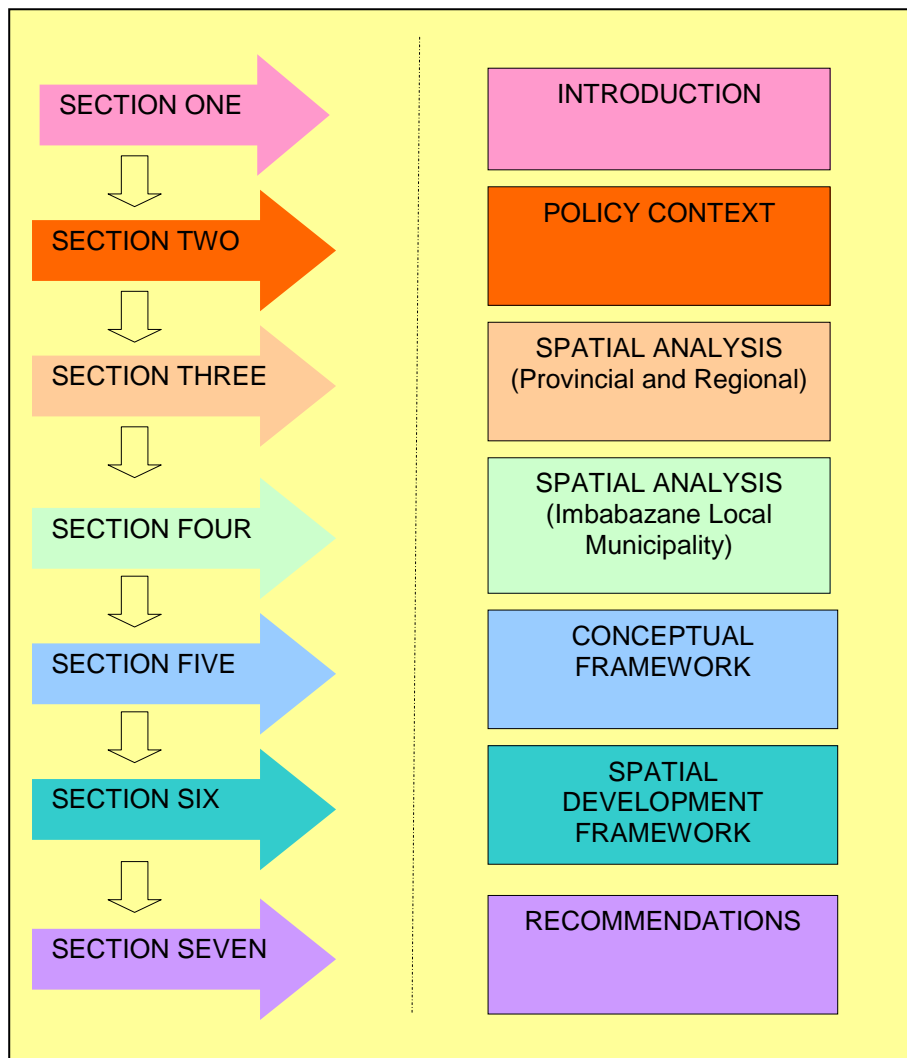 SECTION ONE
INTRODUCTION
SECTION TWO
POLICY CONTEXT
SECTION THREE
SPATIAL ANALYSIS
(Provincial and Regional)
SECTION FOUR
SPATIAL ANALYSIS
(Imbabazane Local
Municipality)
SECTION FIVE
CONCEPTUAL
FRAMEWORK
SECTION SIX
SPATIAL
DEVELOPMENT
FRAMEWORK
SECTION SEVEN
RECOMMENDATIONS